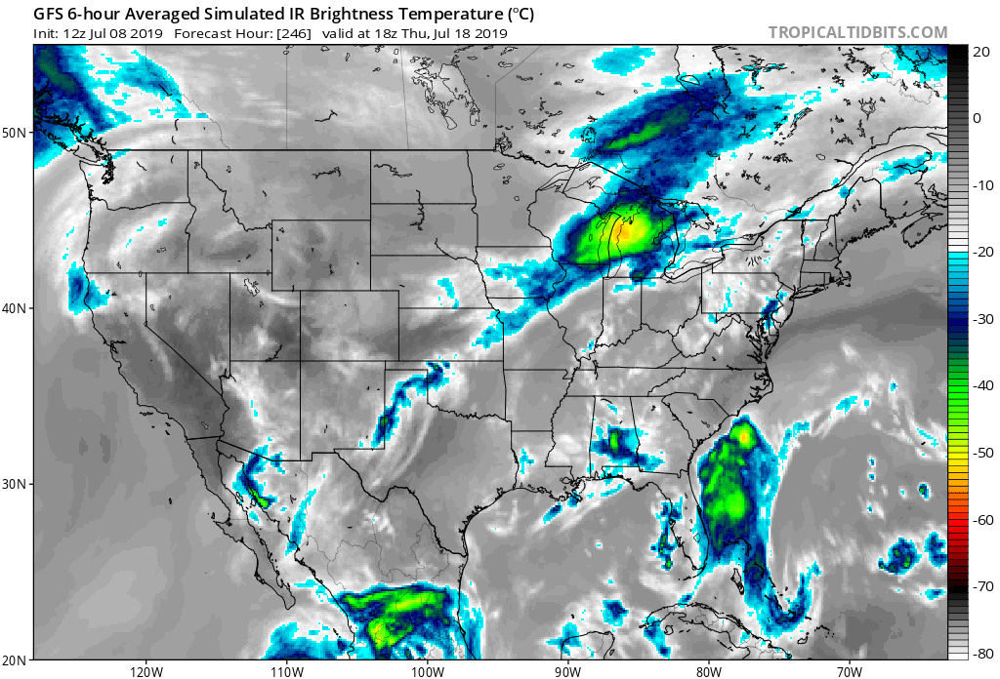 GFS 6-hour Averaged Simulated IR Brightness Temperature (°C)
Init: 12z Jul 08 2019 Forecast Hour: [246] valid at 18z Thu, Jul 18 2019
TROPICALTIDBITS.COM
20
0
-10
-20
-30
-40
-50
-60
-70
-80
50N
40N
30N
20N
120W 110W 100W 90W 80W 70W